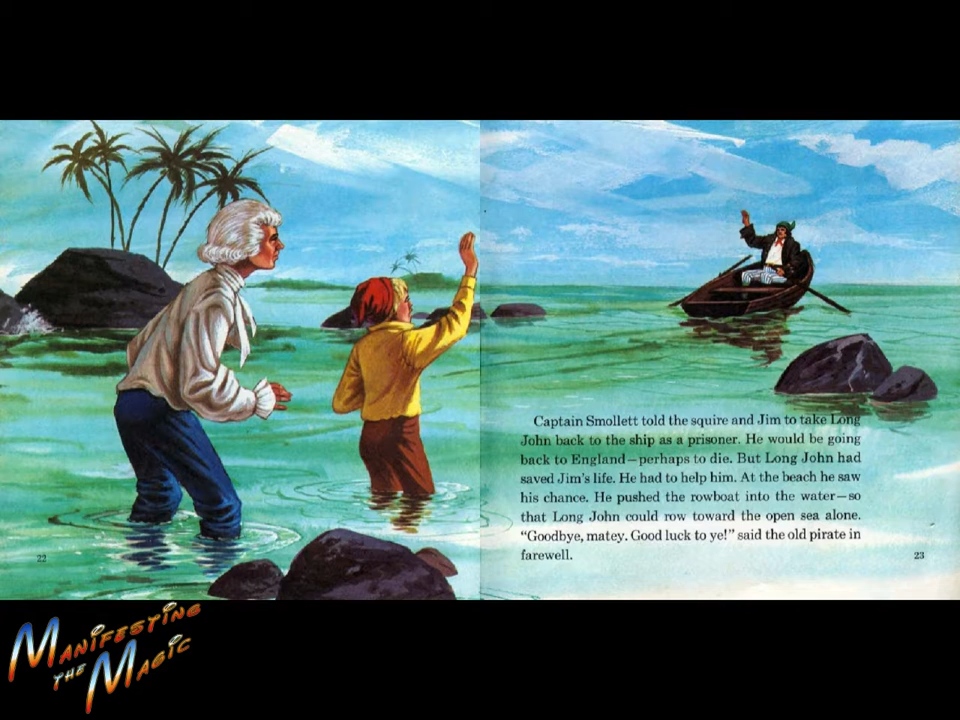 Captain Smollett told the squire and Jim to take Long
John back to the ship as a prisoner. He would be going
back to England—perhaps to die. But Long John had
saved Jim's life. He had to help him. At the beach he saw
his chance. He pushed the rowboat into the water—so
that Long John could row toward the open sea alone.
"Goodbye, matey. Good luck to ye!" said the old pirate in
farewell.
22
23
MANIFESTING
THE MAGIC